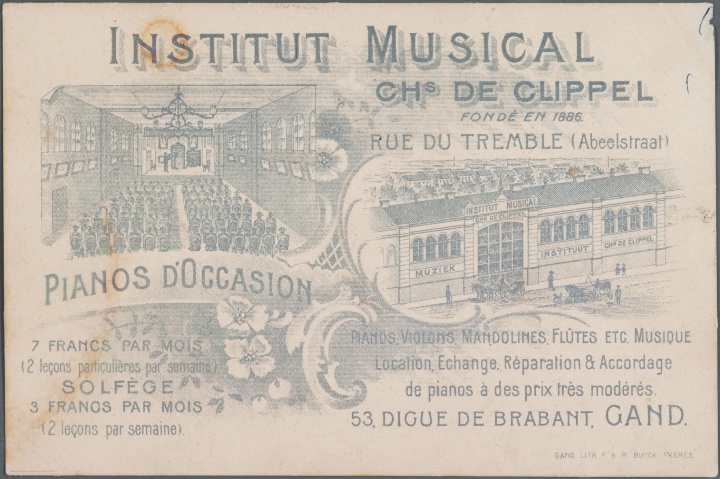 INSTITUT MUSICAL
CHs DE CLIPPEL
FONDÉ EN 1886.
RUE DU TREMBLE (Abeelstraat)
INSTITUT MUSICAL
CHs DE CLIPPEL
MUZIEK
INSTITUUT
CHs DE CLIPPEL
PIANOS D'OCCASION
7 FRANCS PAR MOIS
(2 leçons particulières par semaine)
SOLFÈGE
3 FRANCS PAR MOIS
(2 leçons par semaine).
PIANOS, VIOLONS, MANDOLINES, FLÛTES ETC. MUSIQUE
Location, Echange, Réparation & Accordage
de pianos à des prix très modérés.
53, DIGUE DE BRABANT, GAND.
GAND LITH. F. & R. BUYCK FRÈRES.